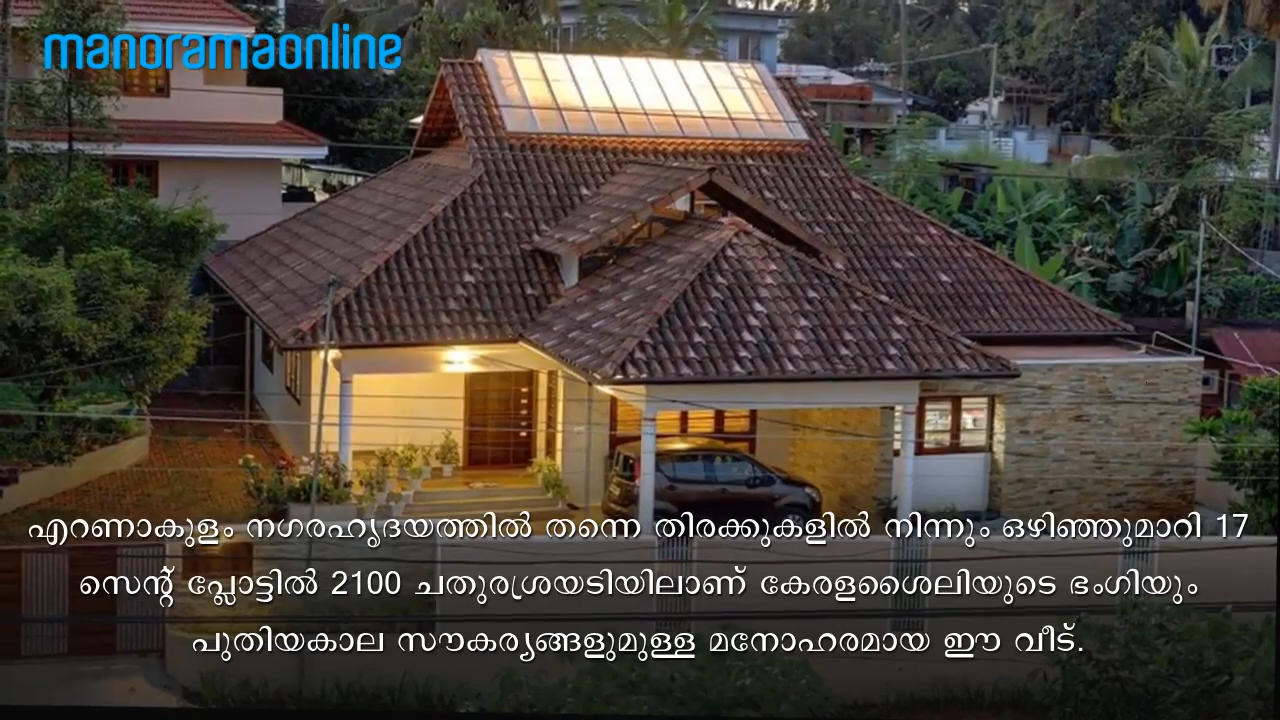 manoramaonline
എറണാകുളം നഗരഹൃദയത്തിൽ തന്നെ തിരക്കുകളിൽ നിന്നും ഒഴിഞ്ഞുമാറി 17
സെന്റ് പ്ലോട്ടിൽ 2100 ചതുരശ്രയടിയിലാണ് കേരളശൈലിയുടെ ഭംഗിയും
പുതിയകാല സൗകര്യങ്ങളുമുള്ള മനോഹരമായ ഈ വീട്.